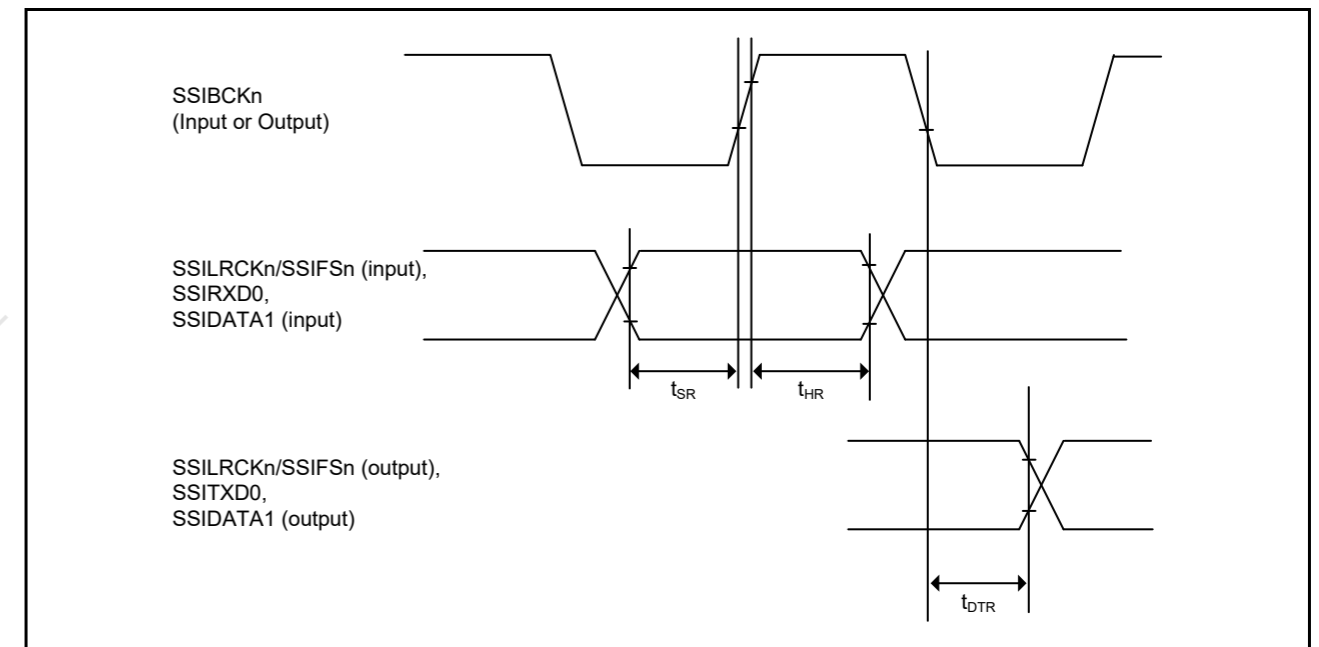 SSIBCKn
(Input or Output)
SSILRCKn/SSIFSn (input),
SSIRXD0,
SSIDATA1 (input)
tSR
tHR
SSILRCKn/SSIFSn (output),
SSITXD0,
SSIDATA1 (output)
tDTR